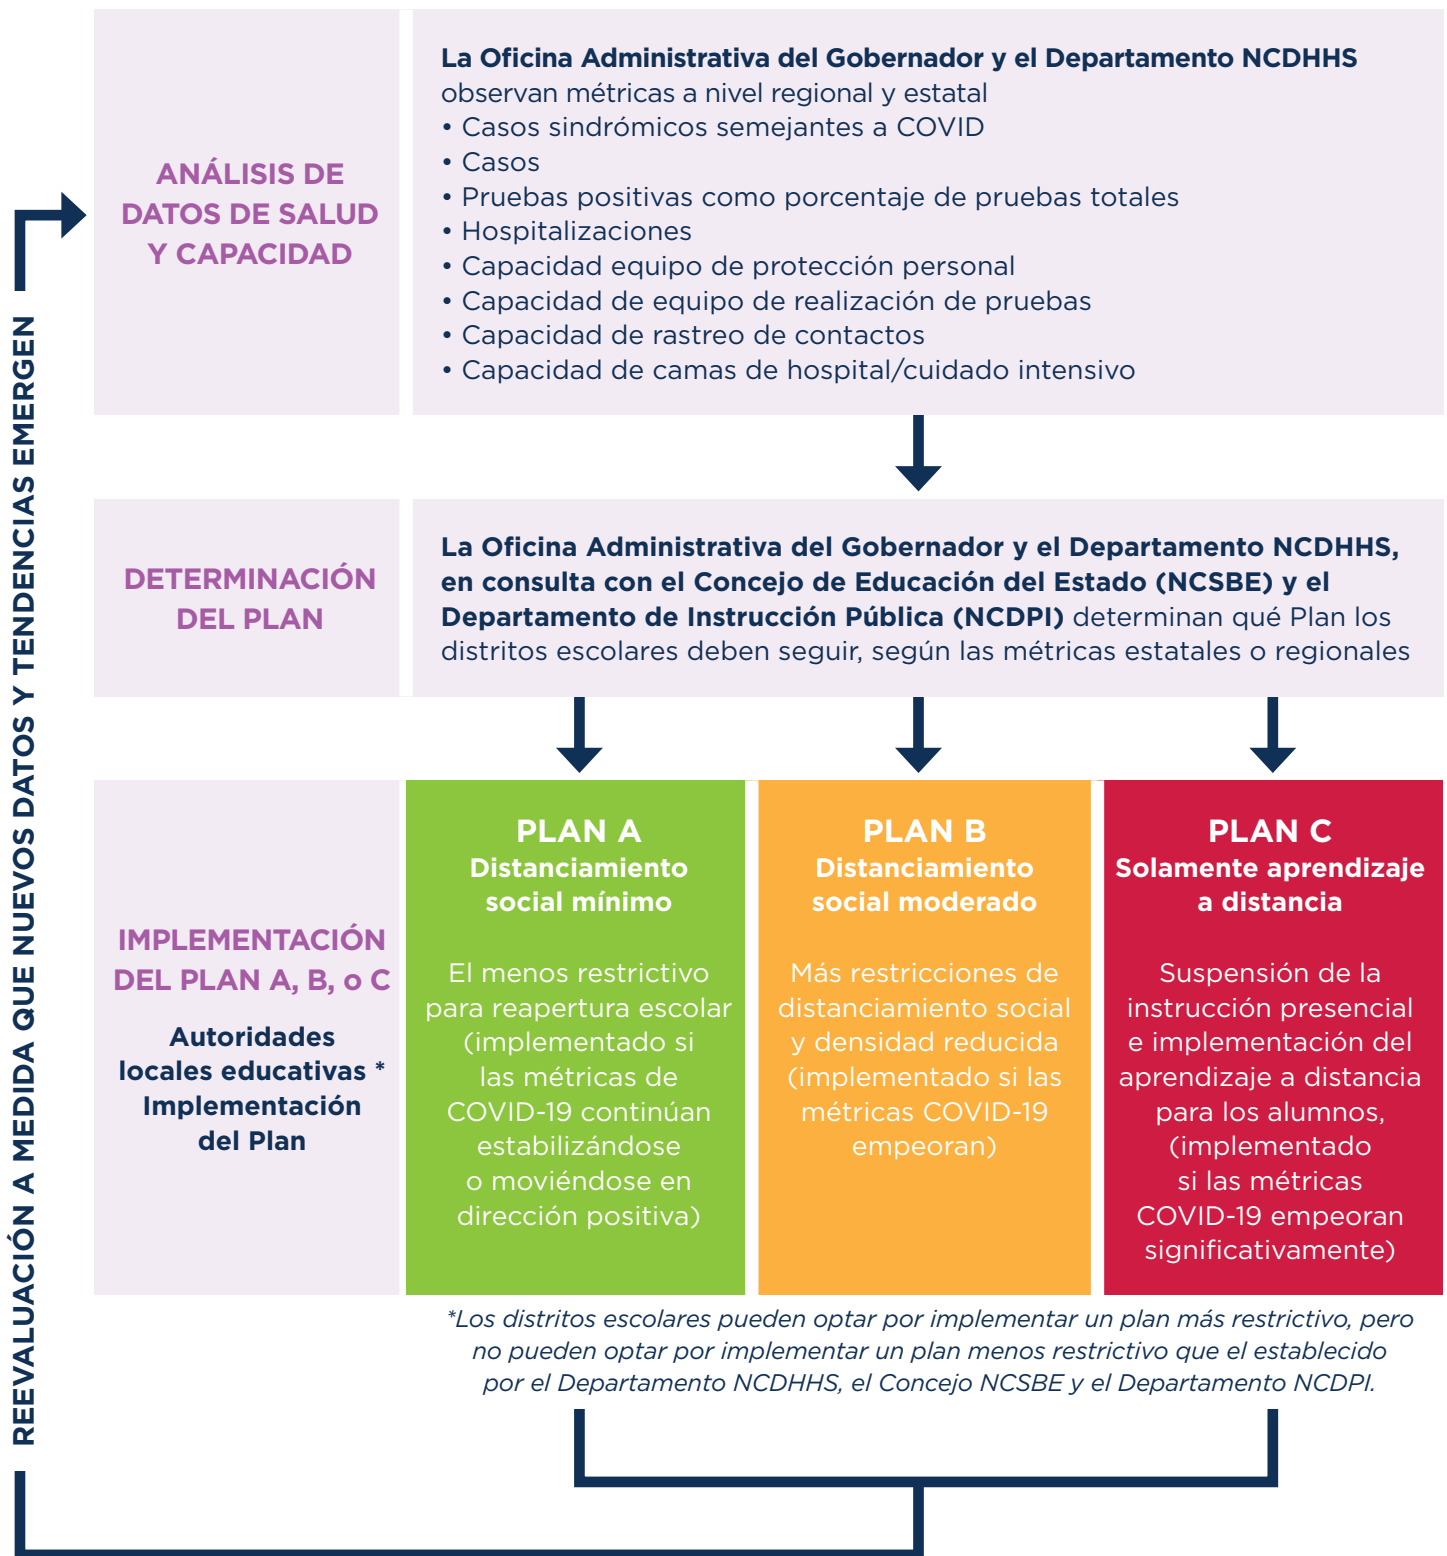 REEVALUACIÓN A MEDIDA QUE NUEVOS DATOS Y TENDENCIAS EMERGEN
ANÁLISIS DE
DATOS DE SALUD
Y CAPACIDAD
La Oficina Administrativa del Gobernador y el Departamento NCDHHS
observan métricas a nivel regional y estatal
• Casos sindrómicos semejantes a COVID
• Casos
• Pruebas positivas como porcentaje de pruebas totales
• Hospitalizaciones
• Capacidad equipo de protección personal
• Capacidad de equipo de realización de pruebas
• Capacidad de rastreo de contactos
• Capacidad de camas de hospital/cuidado intensivo
DETERMINACIÓN
DEL PLAN
La Oficina Administrativa del Gobernador y el Departamento NCDHHS,
en consulta con el Concejo de Educación del Estado (NCSBE) y el
Departamento de Instrucción Pública (NCDPI) determinan qué Plan los
distritos escolares deben seguir, según las métricas estatales o regionales
IMPLEMENTACIÓN
DEL PLAN A, B, o C
Autoridades
locales educativas *
Implementación
del Plan
PLAN A
Distanciamiento
social mínimo
El menos restrictivo
para reapertura escolar
(implementado si
las métricas de
COVID-19 continúan
estabilizándose
o moviéndose en
dirección positiva)
PLAN B
Distanciamiento
social moderado
Más restricciones de
distanciamiento social
y densidad reducida
(implementado si las
métricas COVID-19
empeoran)
PLAN C
Solamente aprendizaje
a distancia
Suspensión de la
instrucción presencial
e implementación del
aprendizaje a distancia
para los alumnos,
(implementado
si las métricas
COVID-19 empeoran
significativamente)
*Los distritos escolares pueden optar por implementar un plan más restrictivo, pero
no pueden optar por implementar un plan menos restrictivo que el establecido
por el Departamento NCDHHS, el Concejo NCSBE y el Departamento NCDPI.